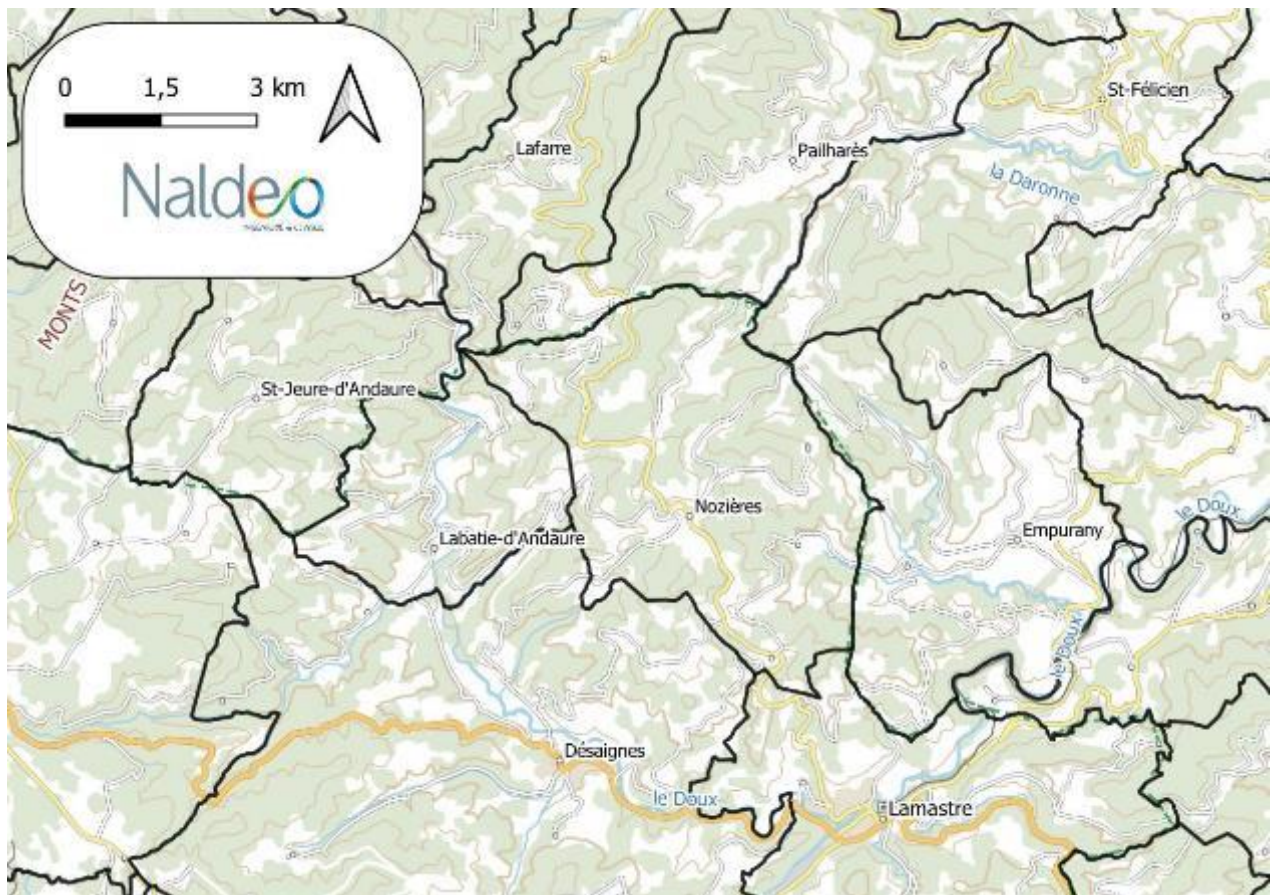 0 1,5 3 km
Naldeo
St-Félicien
Lafarre
Pailharès
la Daronne
MONTS
St-Jeure-d'Andaure
Nozières
le Doux
Labatie-d'Andaure
Empurany
le Doux
Désaignes
le Doux
Lamastre